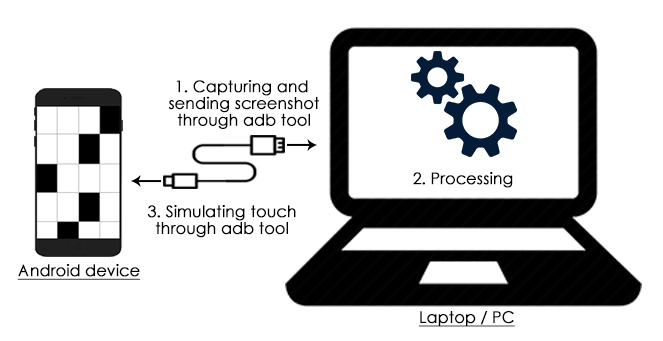 1. Capturing and
sending screenshot
through adb tool
2. Processing
3. Simulating touch
through adb tool
Android device
Laptop / PC